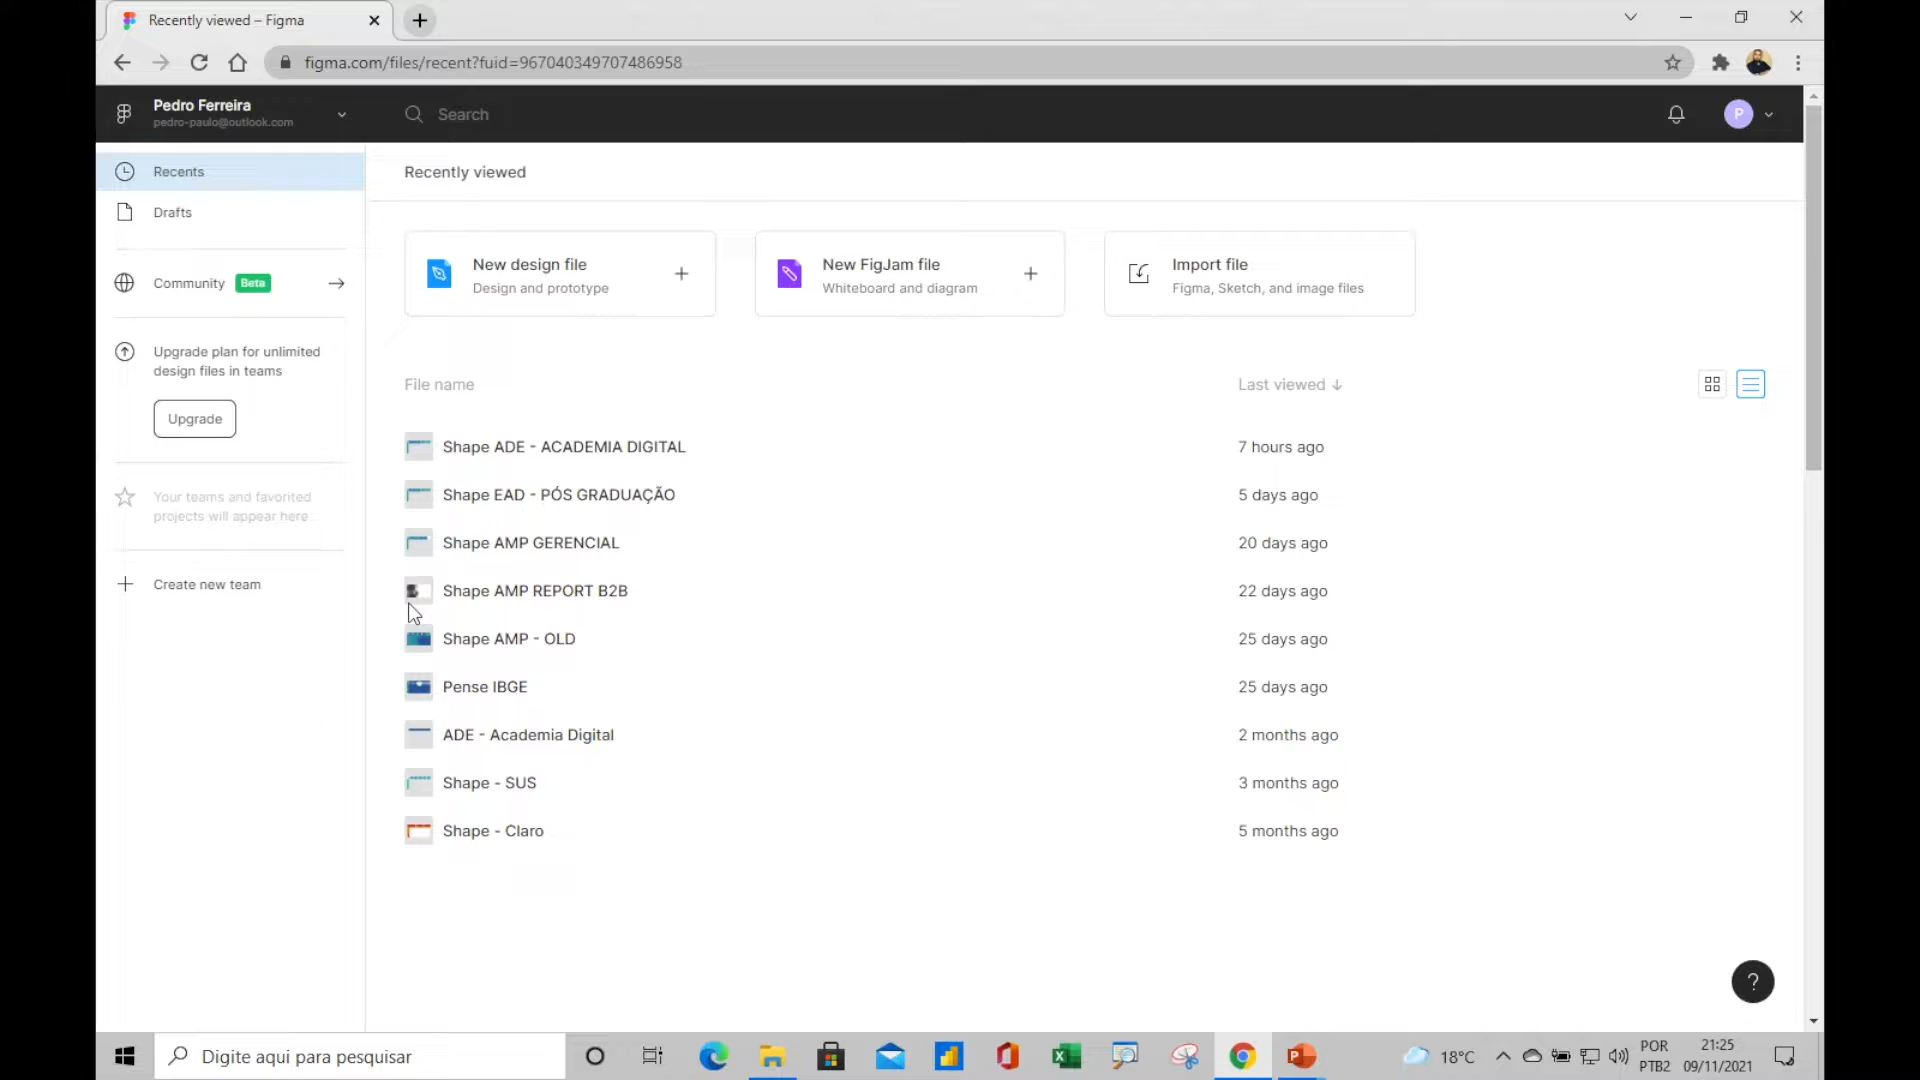 Recently viewed – Figma
figma.com/files/recent?fuid=967040349707486958
Pedro Ferreira
pedro-paulo@outlook.com
Search
P
Recents
Drafts
Community Beta
Upgrade plan for unlimited
design files in teams
Upgrade
Your teams and favorited
projects will appear here
Create new team
Recently viewed
New design file
Design and prototype
New FigJam file
Whiteboard and diagram
Import file
Figma, Sketch, and image files
File name Last viewed
Shape ADE - ACADEMIA DIGITAL 7 hours ago
Shape EAD - PÓS GRADUAÇÃO 5 days ago
Shape AMP GERENCIAL 20 days ago
Shape AMP REPORT B2B 22 days ago
Shape AMP - OLD 25 days ago
Pense IBGE 25 days ago
ADE - Academia Digital 2 months ago
Shape - SUS 3 months ago
Shape - Claro 5 months ago
?
Digite aqui para pesquisar
18°C
POR
PTB2
21:25
09/11/2021